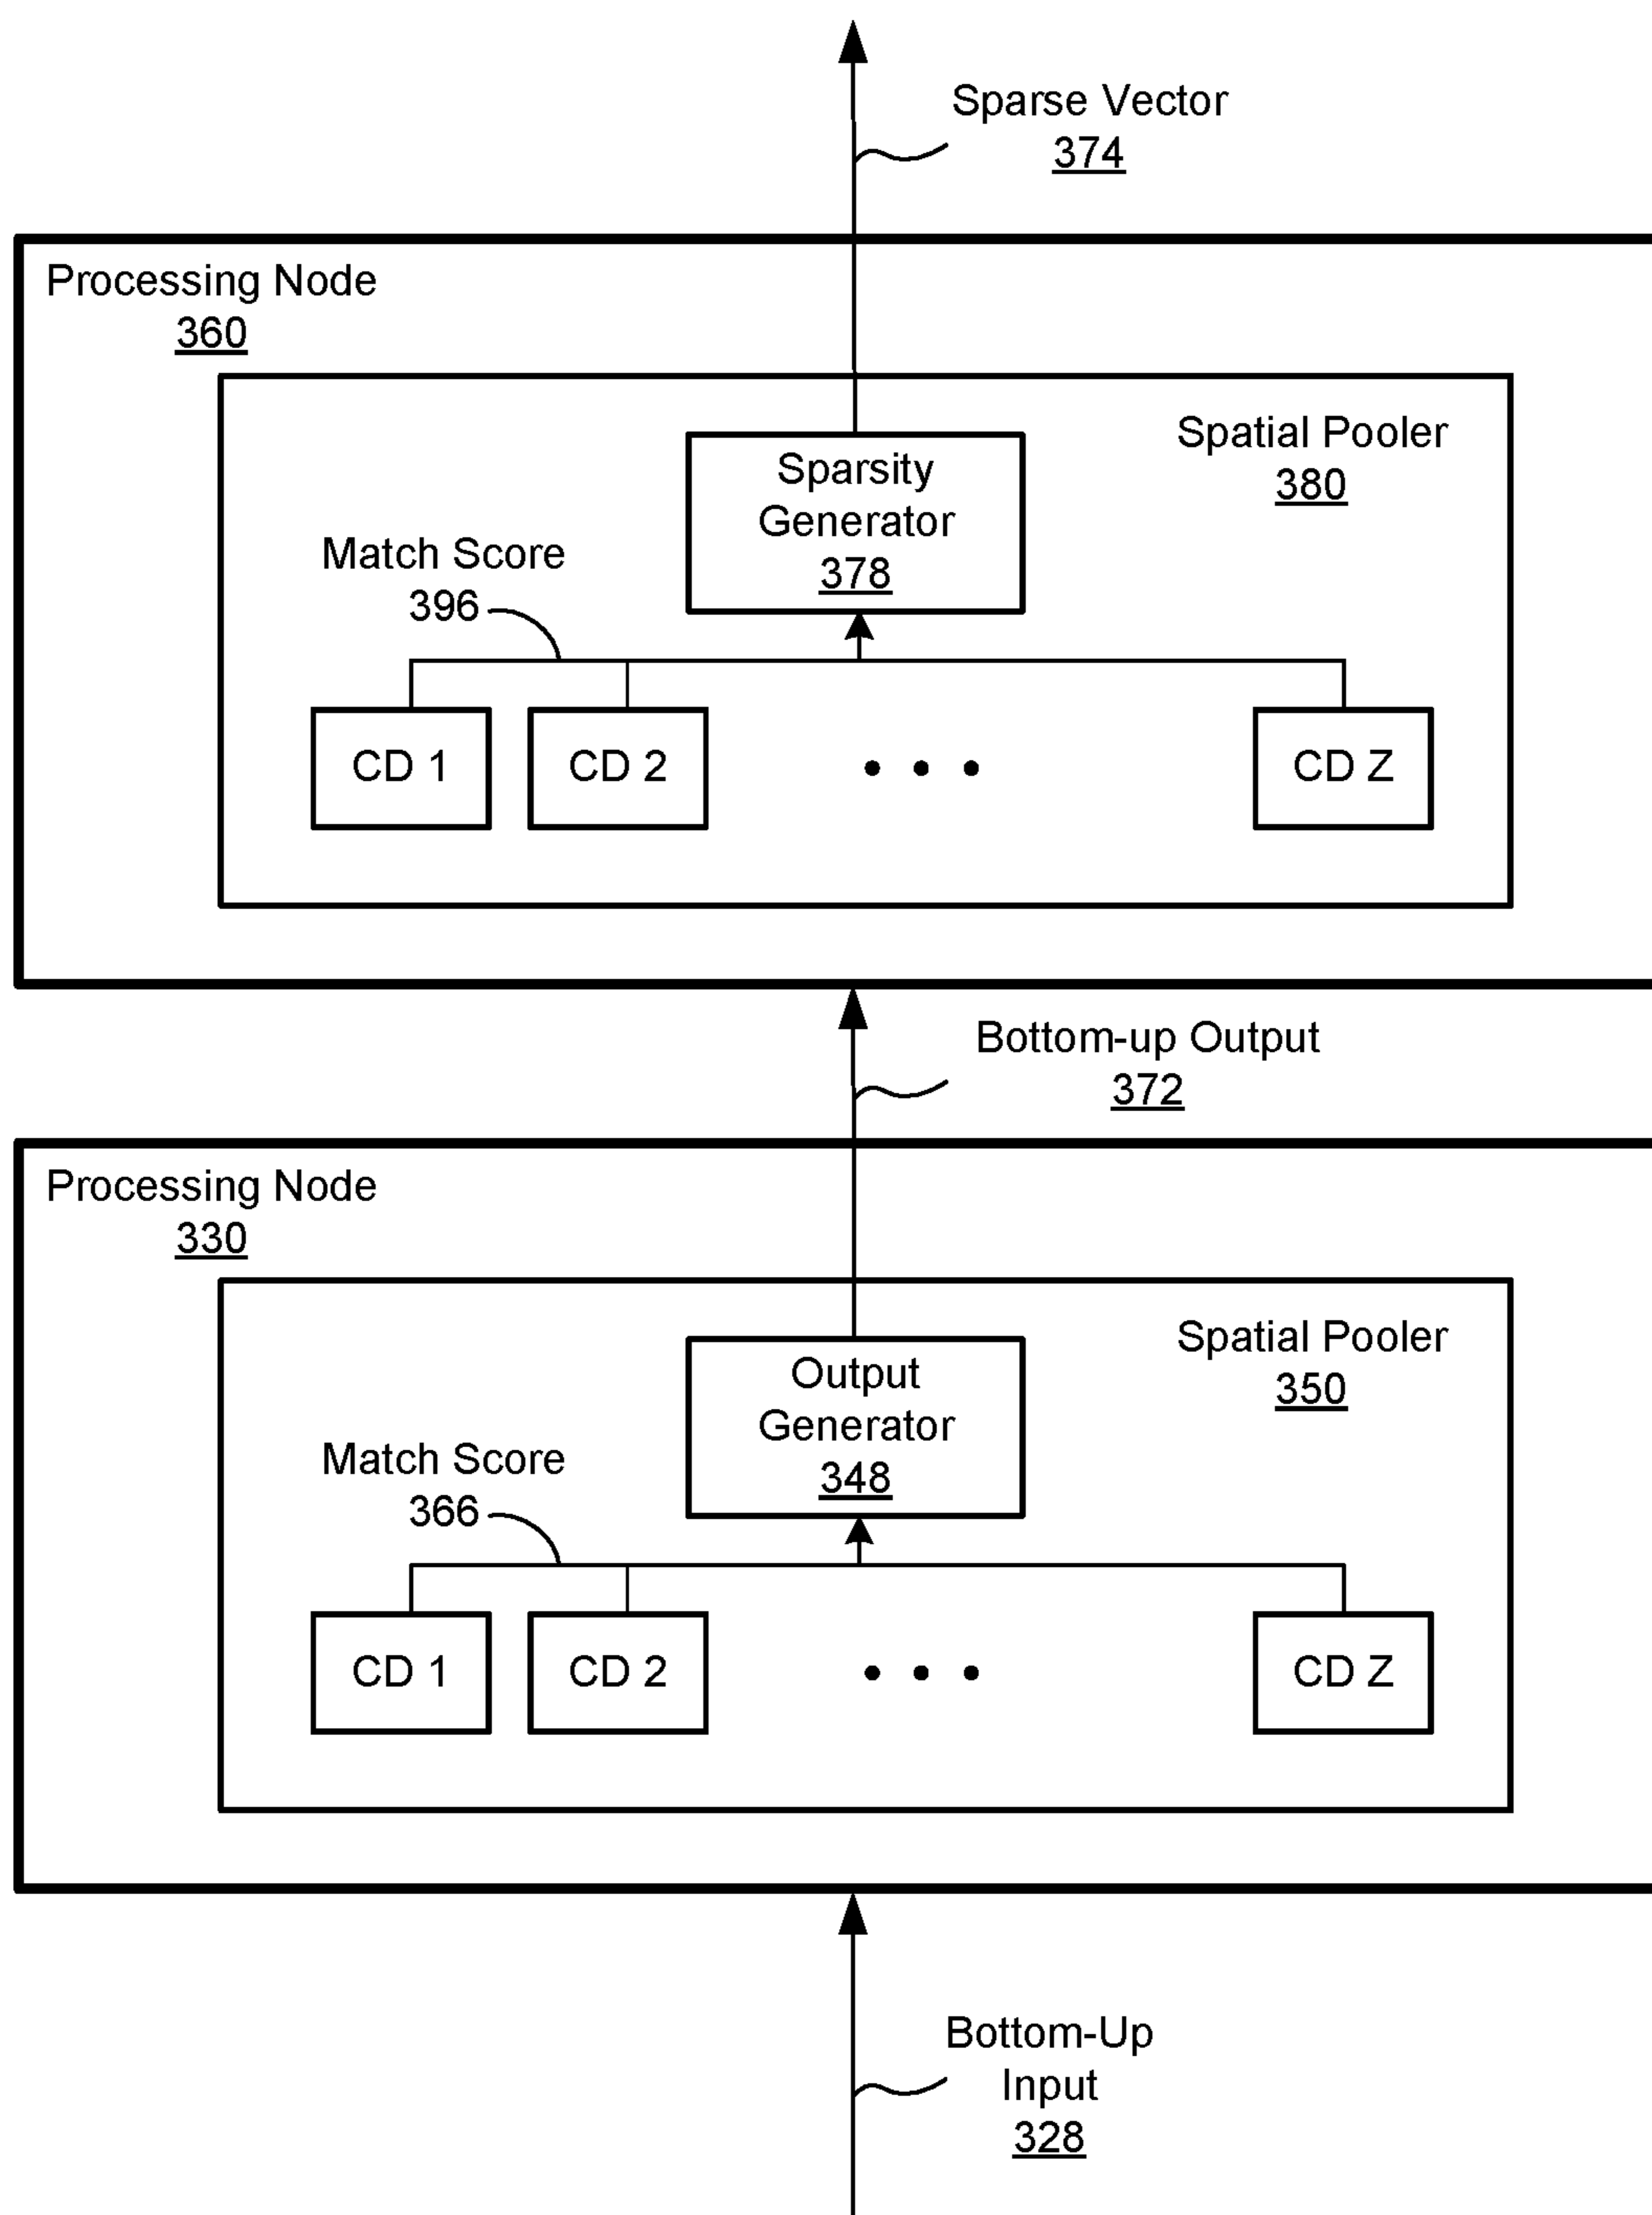 Sparse Vector
374
Processing Node
360
Spatial Pooler
380
Sparsity
Generator
378
Match Score
396
CD 1
CD 2
CD Z
Bottom-up Output
372
Processing Node
330
Spatial Pooler
350
Output
Generator
348
Match Score
366
CD 1
CD 2
CD Z
Bottom-Up
Input
328